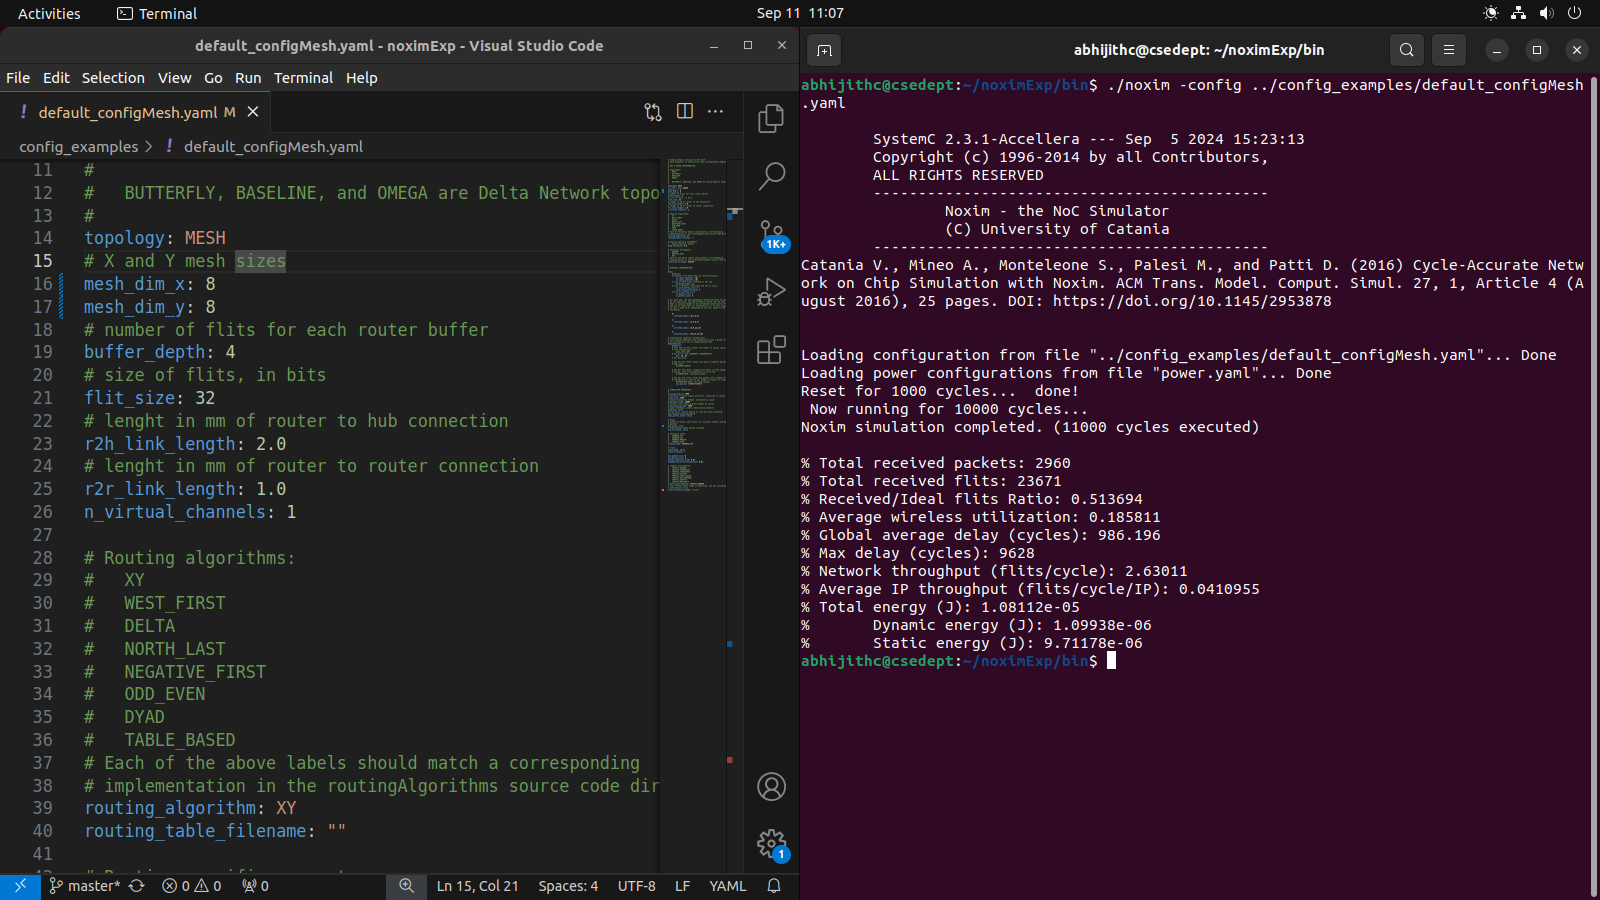 Activities
Terminal
Sep 11 11:07
default_configMesh.yaml - noximExp - Visual Studio Code
File Edit Selection View Go Run Terminal Help
! default_configMesh.yaml M
config_examples > ! default_configMesh.yaml
11 #
12 #   BUTTERFLY, BASELINE, and OMEGA are Delta Network topo
13 #
14 topology: MESH
15 # X and Y mesh sizes
16 mesh_dim_x: 8
17 mesh_dim_y: 8
18 # number of flits for each router buffer
19 buffer_depth: 4
20 # size of flits, in bits
21 flit_size: 32
22 # lenght in mm of router to hub connection
23 r2h_link_length: 2.0
24 # lenght in mm of router to router connection
25 r2r_link_length: 1.0
26 n_virtual_channels: 1
27
28 # Routing algorithms:
29 #   XY
30 #   WEST_FIRST
31 #   DELTA
32 #   NORTH_LAST
33 #   NEGATIVE_FIRST
34 #   ODD_EVEN
35 #   DYAD
36 #   TABLE_BASED
37 # Each of the above labels should match a corresponding
38 # implementation in the routingAlgorithms source code dir
39 routing_algorithm: XY
40 routing_table_filename: ""
41
1K+
1
master* 0 0 0 Ln 15, Col 21 Spaces: 4 UTF-8 LF YAML
abhijithc@csedept: ~/noximExp/bin
abhijithc@csedept:~/noximExp/bin$ ./noxim -config ../config_examples/default_configMesh
.yaml
SystemC 2.3.1-Accellera --- Sep  5 2024 15:23:13
Copyright (c) 1996-2014 by all Contributors,
ALL RIGHTS RESERVED
--------------------------------------------
Noxim - the NoC Simulator
(C) University of Catania
--------------------------------------------
Catania V., Mineo A., Monteleone S., Palesi M., and Patti D. (2016) Cycle-Accurate Netw
ork on Chip Simulation with Noxim. ACM Trans. Model. Comput. Simul. 27, 1, Article 4 (A
ugust 2016), 25 pages. DOI: https://doi.org/10.1145/2953878
Loading configuration from file "../config_examples/default_configMesh.yaml"... Done
Loading power configurations from file "power.yaml"... Done
Reset for 1000 cycles...  done!
Now running for 10000 cycles...
Noxim simulation completed. (11000 cycles executed)
% Total received packets: 2960
% Total received flits: 23671
% Received/Ideal flits Ratio: 0.513694
% Average wireless utilization: 0.185811
% Global average delay (cycles): 986.196
% Max delay (cycles): 9628
% Network throughput (flits/cycle): 2.63011
% Average IP throughput (flits/cycle/IP): 0.0410955
% Total energy (J): 1.08112e-05
%       Dynamic energy (J): 1.09938e-06
%       Static energy (J): 9.71178e-06
abhijithc@csedept:~/noximExp/bin$